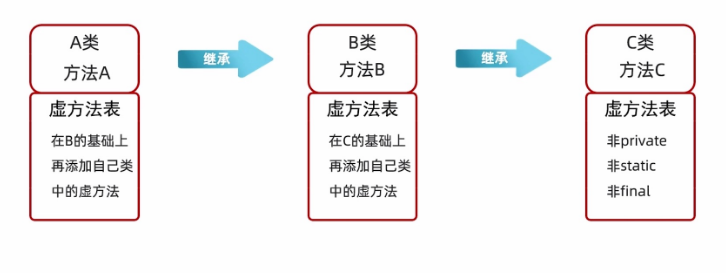 A类
方法A
虚方法表
在B的基础上
再添加自己类
中的虚方法
继承
B类
方法B
虚方法表
在C的基础上
再添加自己类
中的虚方法
继承
C类
方法C
虚方法表
非private
非static
非final